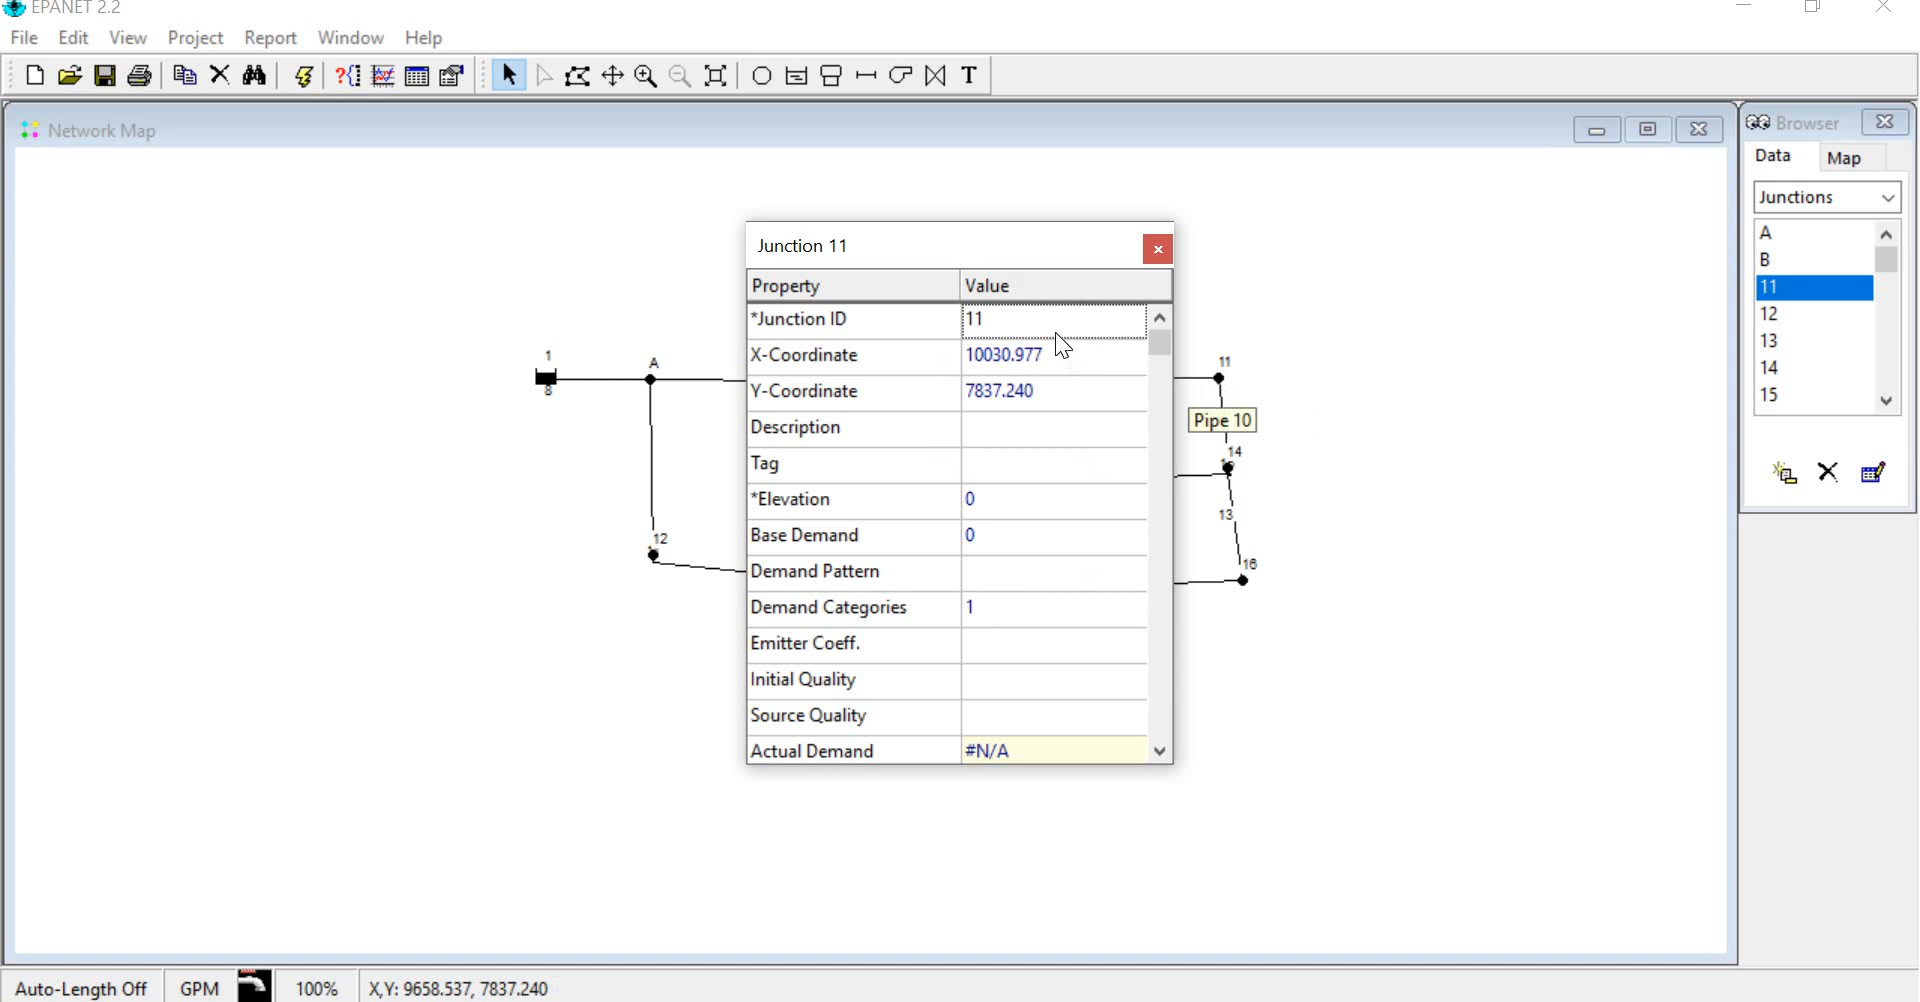 EPANET 2.2
File Edit View Project Report Window Help
T
Network Map
Browser
Data Map
Junctions
A
B
11
12
13
14
15
Junction 11
Property Value
*Junction ID 11
X-Coordinate 10030.977
Y-Coordinate 7837.240
Description
Tag
*Elevation 0
Base Demand 0
Demand Pattern
Demand Categories 1
Emitter Coeff.
Initial Quality
Source Quality
Actual Demand #N/A
1
8
A
12
11
Pipe 10
14
13
16
Auto-Length Off GPM 100% X,Y: 9658.537, 7837.240